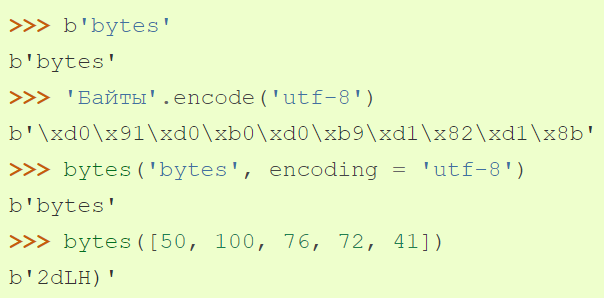 >>> b'bytes'
b'bytes'
>>> 'Байты'.encode('utf-8')
b'\xd0\x91\xd0\xb0\xd0\xb9\xd1\x82\xd1\x8b'
>>> bytes('bytes', encoding = 'utf-8')
b'bytes'
>>> bytes([50, 100, 76, 72, 41])
b'2dLH)'